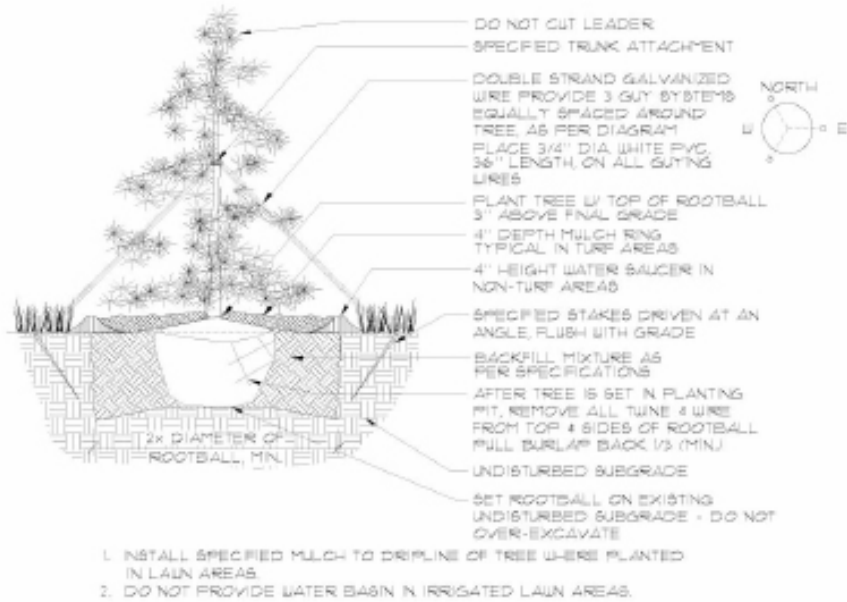 DO NOT CUT LEADER
SPECIFIED TRUNK ATTACHMENT
DOUBLE STRAND GALVANIZED
WIRE PROVIDE 3 GUY SYSTEMS
EQUALLY SPACED AROUND
TREE, AS PER DIAGRAM
PLACE 3/4" DIA. WHITE PVC,
36" LENGTH, ON ALL GUYING
WIRES
NORTH
W
E
PLANT TREE W/ TOP OF ROOTBALL
3" ABOVE FINAL GRADE
4" DEPTH MULCH RING
TYPICAL IN TURF AREAS
4" HEIGHT WATER SAUCER IN
NON-TURF AREAS
SPECIFIED STAKES DRIVEN AT AN
ANGLE, FLUSH WITH GRADE
BACKFILL MIXTURE AS
PER SPECIFICATIONS
AFTER TREE IS SET IN PLANTING
PIT, REMOVE ALL TWINE & WIRE
FROM TOP & SIDES OF ROOTBALL
PULL BURLAP BACK 1/3 (MIN.)
2x DIAMETER OF
ROOTBALL, MIN.
UNDISTURBED SUBGRADE
SET ROOTBALL ON EXISTING
UNDISTURBED SUBGRADE - DO NOT
OVER-EXCAVATE
1. INSTALL SPECIFIED MULCH TO DRIPLINE OF TREE WHERE PLANTED
IN LAWN AREAS.
2. DO NOT PROVIDE WATER BASIN IN IRRIGATED LAWN AREAS.